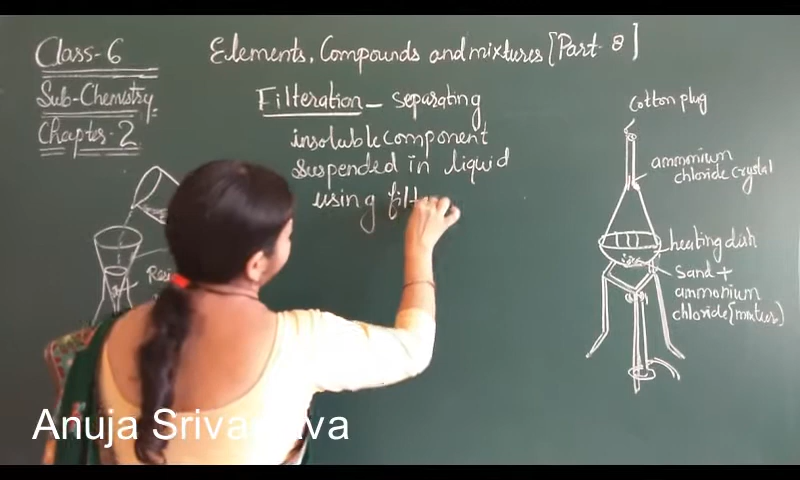 Class-6
Elements, Compounds and mixtures [Part-8]
Sub-Chemistry
Chapter-2
Filteration – separating
insoluble component
suspended in liquid
using
cotton plug
ammonium
chloride crystal
heating dish
sand +
ammonium
chloride [mixture]
Anuja Sriva